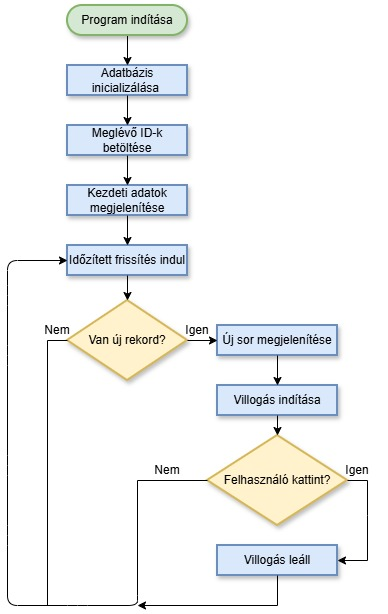 Program indítása
Adatbázis
inicializálása
Meglévő ID-k
betöltése
Kezdeti adatok
megjelenítése
Időzített frissítés indul
Nem
Van új rekord?
Igen
Új sor megjelenítése
Villogás indítása
Nem
Felhasználó kattint?
Igen
Villogás leáll